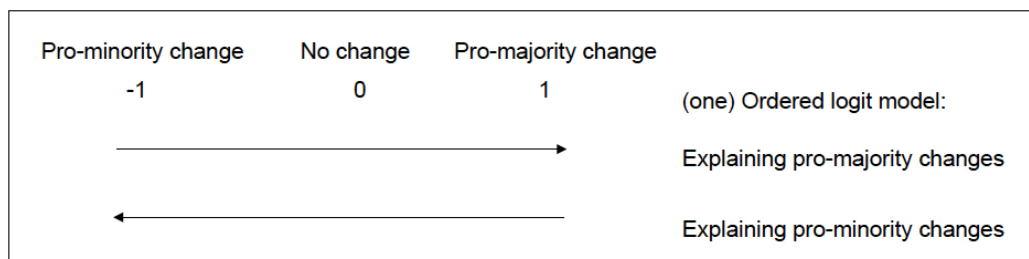 Pro-minority change No change Pro-majority change
-1 0 1
(one) Ordered logit model:
Explaining pro-majority changes
Explaining pro-minority changes